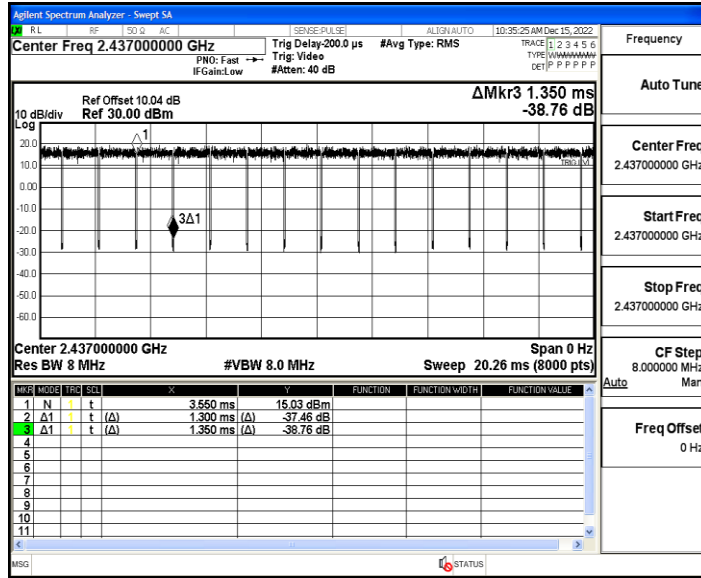 Agilent Spectrum Analyzer - Swept SA
RL RF 50 Ω AC SENSE:PULSE ALIGN AUTO 10:35:25 AM Dec 15, 2022
Center Freq 2.437000000 GHz
PNO: Fast
IFGain:Low
Trig Delay-200.0 µs
Trig: Video
#Atten: 40 dB
#Avg Type: RMS
TRACE 1 2 3 4 5 6
TYPE WWWWWW
DET P P P P P P
ΔMkr3 1.350 ms
-38.76 dB
Ref Offset 10.04 dB
10 dB/div Ref 30.00 dBm
Log
20.0
10.0
0.00
-10.0
-20.0
-30.0
-40.0
-50.0
-60.0
1
3Δ1
Center 2.437000000 GHz Span 0 Hz
Res BW 8 MHz #VBW 8.0 MHz Sweep 20.26 ms (8000 pts)
MKR MODE TRC SCL X Y FUNCTION FUNCTION WIDTH FUNCTION VALUE
1 N 1 t 3.550 ms 15.03 dBm
2 Δ1 1 t (Δ) 1.300 ms (Δ) -37.46 dB
3 Δ1 1 t (Δ) 1.350 ms (Δ) -38.76 dB
4
5
6
7
8
9
10
11
MSG STATUS
Frequency
Auto Tune
Center Freq
2.437000000 GHz
Start Freq
2.437000000 GHz
Stop Freq
2.437000000 GHz
CF Step
8.000000 MHz
Auto Man
Freq Offset
0 Hz